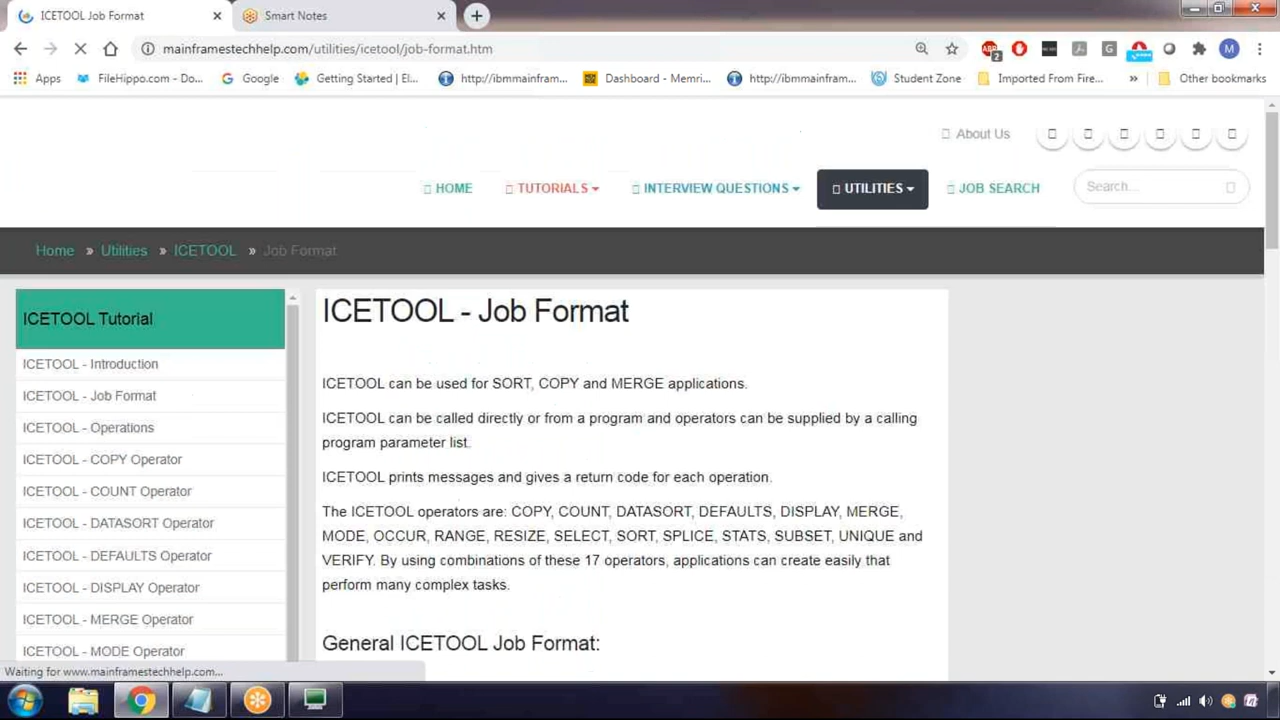 ICETOOL Job Format
Smart Notes
mainframestechhelp.com/utilities/icetool/job-format.htm
2
Apps
FileHippo.com - Do...
Google
Getting Started | El...
http://ibmmainfram...
Dashboard - Memri...
http://ibmmainfram...
Student Zone
Imported From Fire...
Other bookmarks
About Us
HOME
TUTORIALS
INTERVIEW QUESTIONS
UTILITIES
JOB SEARCH
Search...
Home » Utilities » ICETOOL » Job Format
ICETOOL Tutorial
ICETOOL - Introduction
ICETOOL - Job Format
ICETOOL - Operations
ICETOOL - COPY Operator
ICETOOL - COUNT Operator
ICETOOL - DATASORT Operator
ICETOOL - DEFAULTS Operator
ICETOOL - DISPLAY Operator
ICETOOL - MERGE Operator
ICETOOL - MODE Operator
ICETOOL - Job Format
ICETOOL can be used for SORT, COPY and MERGE applications.
ICETOOL can be called directly or from a program and operators can be supplied by a calling
program parameter list.
ICETOOL prints messages and gives a return code for each operation.
The ICETOOL operators are: COPY, COUNT, DATASORT, DEFAULTS, DISPLAY, MERGE,
MODE, OCCUR, RANGE, RESIZE, SELECT, SORT, SPLICE, STATS, SUBSET, UNIQUE and
VERIFY. By using combinations of these 17 operators, applications can create easily that
perform many complex tasks.
General ICETOOL Job Format:
Waiting for www.mainframestechhelp.com...